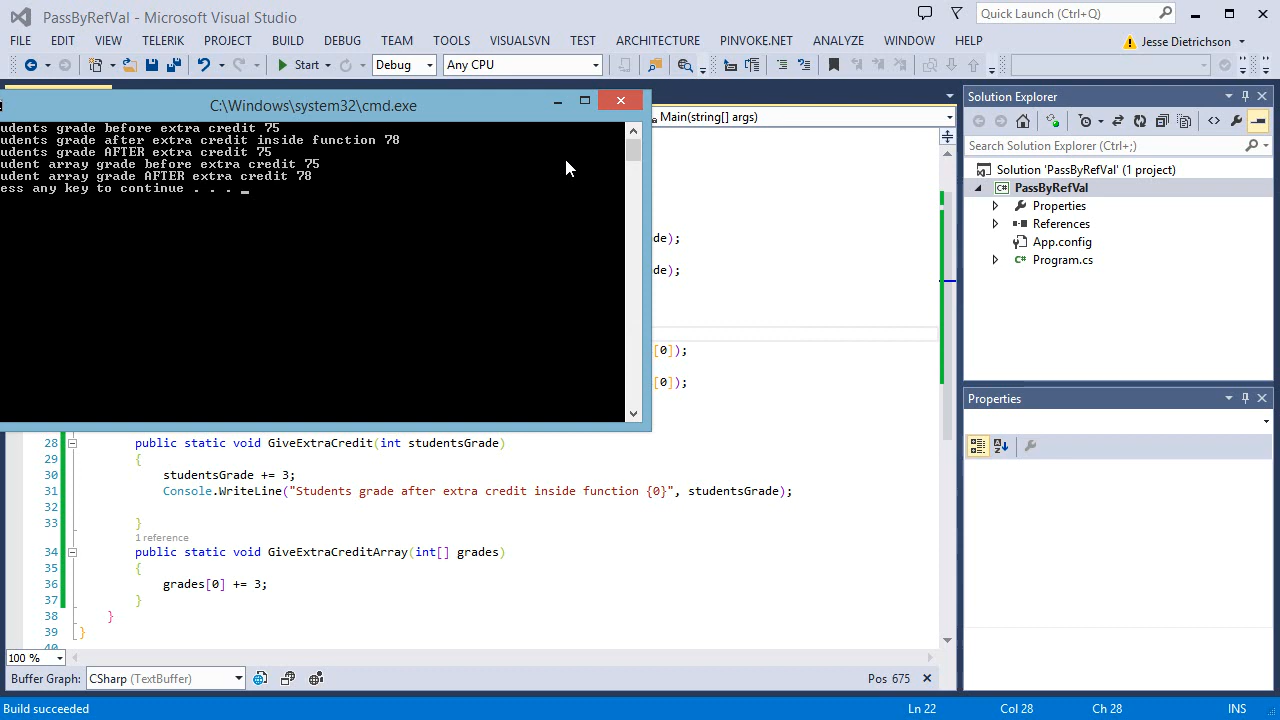 PassByRefVal - Microsoft Visual Studio
Quick Launch (Ctrl+Q)
FILE EDIT VIEW TELERIK PROJECT BUILD DEBUG TEAM TOOLS VISUALSVN TEST ARCHITECTURE PINVOKE.NET ANALYZE WINDOW HELP
Jesse Dietrichson
Start Debug Any CPU
C:\Windows\system32\cmd.exe
udents grade before extra credit 75
udents grade after extra credit inside function 78
udents grade AFTER extra credit 75
udent array grade before extra credit 75
udent array grade AFTER extra credit 78
ess any key to continue . . . _
Main(string[] args)
de);
de);
[0]);
[0]);
28 public static void GiveExtraCredit(int studentsGrade)
29 {
30 studentsGrade += 3;
31 Console.WriteLine("Students grade after extra credit inside function {0}", studentsGrade);
32
33 }
1 reference
34 public static void GiveExtraCreditArray(int[] grades)
35 {
36 grades[0] += 3;
37 }
38 }
39 }
40
100 %
Buffer Graph: CSharp (TextBuffer) Pos 675
Build succeeded Ln 22 Col 28 Ch 28 INS
Solution Explorer
Search Solution Explorer (Ctrl+;)
Solution 'PassByRefVal' (1 project)
PassByRefVal
Properties
References
App.config
Program.cs
Properties